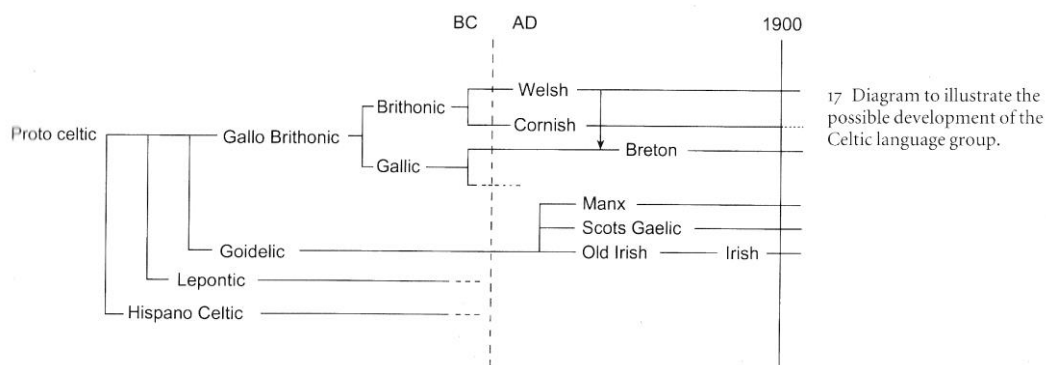 BC AD 1900
Welsh
Brithonic
Cornish
Proto celtic
Gallo Brithonic
Breton
Gallic
Manx
Scots Gaelic
Goidelic
Old Irish
Irish
Lepontic
Hispano Celtic
17 Diagram to illustrate the
possible development of the
Celtic language group.